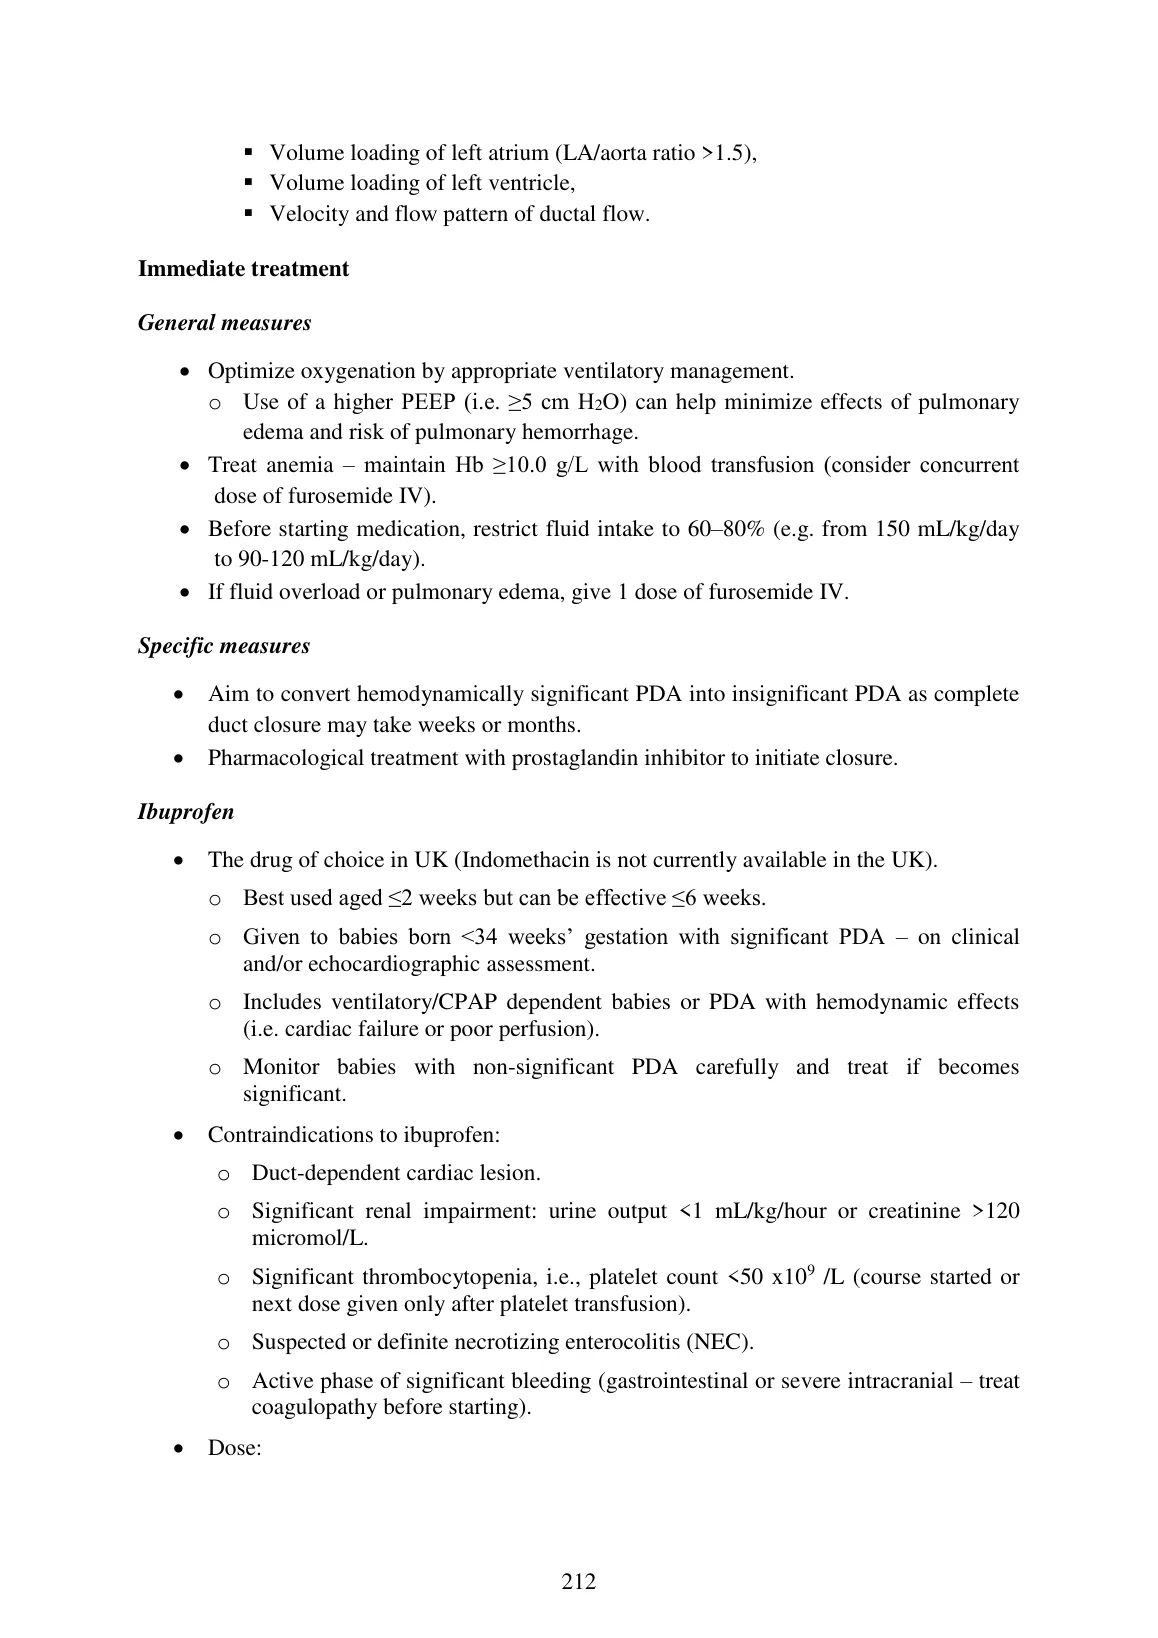 ▪ Volume loading of left atrium (LA/aorta ratio >1.5),
▪ Volume loading of left ventricle,
▪ Velocity and flow pattern of ductal flow.
Immediate treatment
General measures
• Optimize oxygenation by appropriate ventilatory management.
o Use of a higher PEEP (i.e. ≥5 cm H₂O) can help minimize effects of pulmonary
edema and risk of pulmonary hemorrhage.
• Treat anemia – maintain Hb ≥10.0 g/L with blood transfusion (consider concurrent
dose of furosemide IV).
• Before starting medication, restrict fluid intake to 60–80% (e.g. from 150 mL/kg/day
to 90-120 mL/kg/day).
• If fluid overload or pulmonary edema, give 1 dose of furosemide IV.
Specific measures
• Aim to convert hemodynamically significant PDA into insignificant PDA as complete
duct closure may take weeks or months.
• Pharmacological treatment with prostaglandin inhibitor to initiate closure.
Ibuprofen
• The drug of choice in UK (Indomethacin is not currently available in the UK).
o Best used aged ≤2 weeks but can be effective ≤6 weeks.
o Given to babies born <34 weeks’ gestation with significant PDA – on clinical
and/or echocardiographic assessment.
o Includes ventilatory/CPAP dependent babies or PDA with hemodynamic effects
(i.e. cardiac failure or poor perfusion).
o Monitor babies with non-significant PDA carefully and treat if becomes
significant.
• Contraindications to ibuprofen:
o Duct-dependent cardiac lesion.
o Significant renal impairment: urine output <1 mL/kg/hour or creatinine >120
micromol/L.
o Significant thrombocytopenia, i.e., platelet count <50 x10⁹ /L (course started or
next dose given only after platelet transfusion).
o Suspected or definite necrotizing enterocolitis (NEC).
o Active phase of significant bleeding (gastrointestinal or severe intracranial – treat
coagulopathy before starting).
• Dose:
212